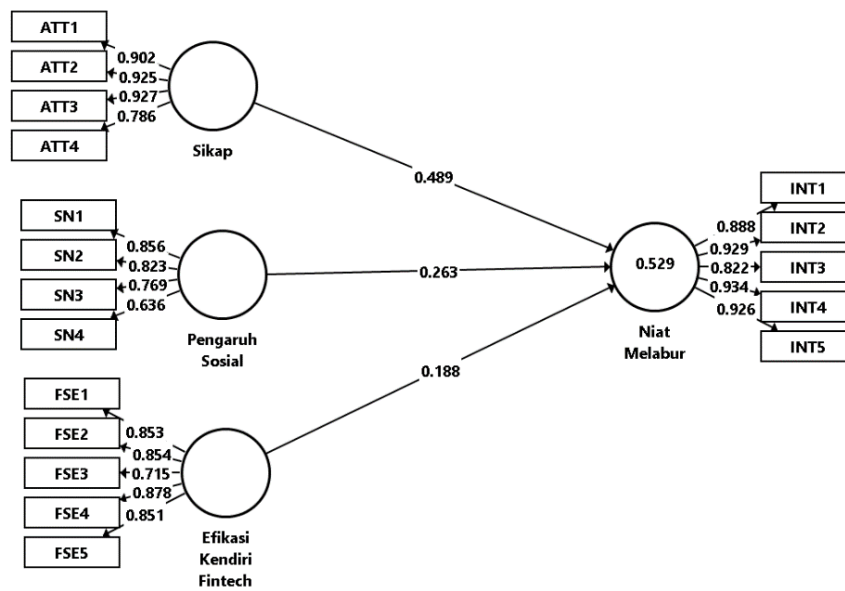 ATT1
ATT2
ATT3
ATT4
0.902
0.925
0.927
0.786
Sikap
0.489
SN1
SN2
SN3
SN4
0.856
0.823
0.769
0.636
Pengaruh
Sosial
0.263
FSE1
FSE2
FSE3
FSE4
FSE5
0.853
0.854
0.715
0.878
0.851
Efikasi
Kendiri
Fintech
0.188
0.529
Niat
Melabur
0.888
0.929
0.822
0.934
0.926
INT1
INT2
INT3
INT4
INT5